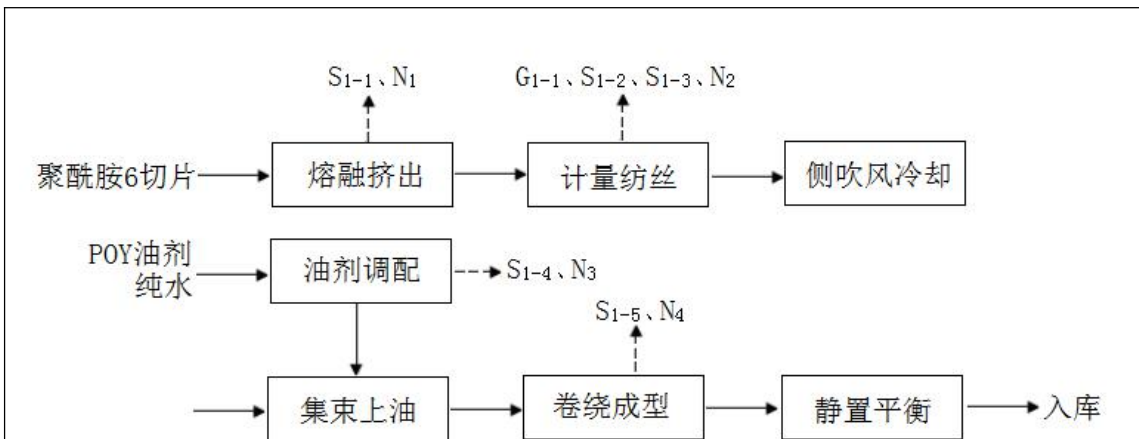 S₁₋₁、N₁
G₁₋₁、S₁₋₂、S₁₋₃、N₂
聚酰胺6切片
熔融挤出
计量纺丝
侧吹风冷却
POY油剂
纯水
油剂调配
S₁₋₄、N₃
S₁₋₅、N₄
集束上油
卷绕成型
静置平衡
入库